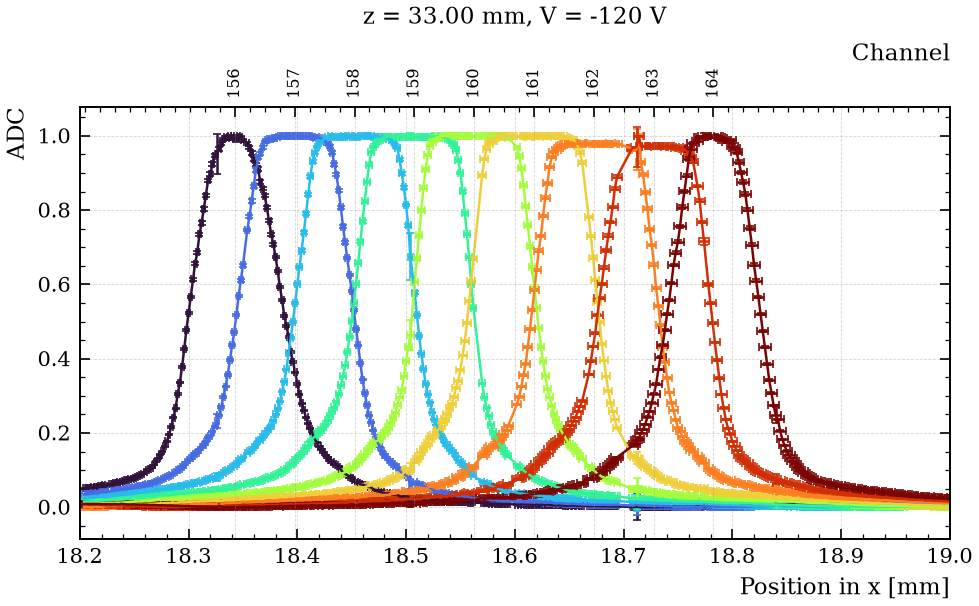 z = 33.00 mm, V = -120 V
Channel
156 157 158 159 160 161 162 163 164
ADC
1.0
0.8
0.6
0.4
0.2
0.0
18.2 18.3 18.4 18.5 18.6 18.7 18.8 18.9 19.0
Position in x [mm]